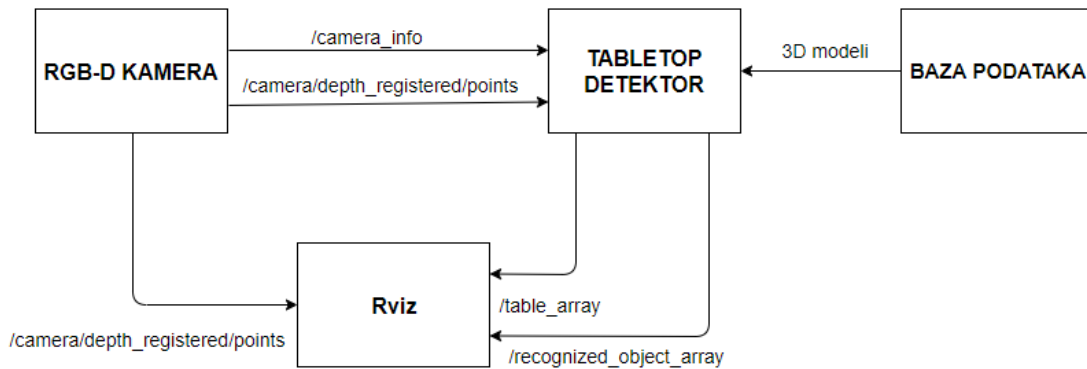 RGB-D KAMERA
/camera_info
/camera/depth_registered/points
TABLETOP
DETEKTOR
3D modeli
BAZA PODATAKA
Rviz
/table_array
/camera/depth_registered/points
/recognized_object_array